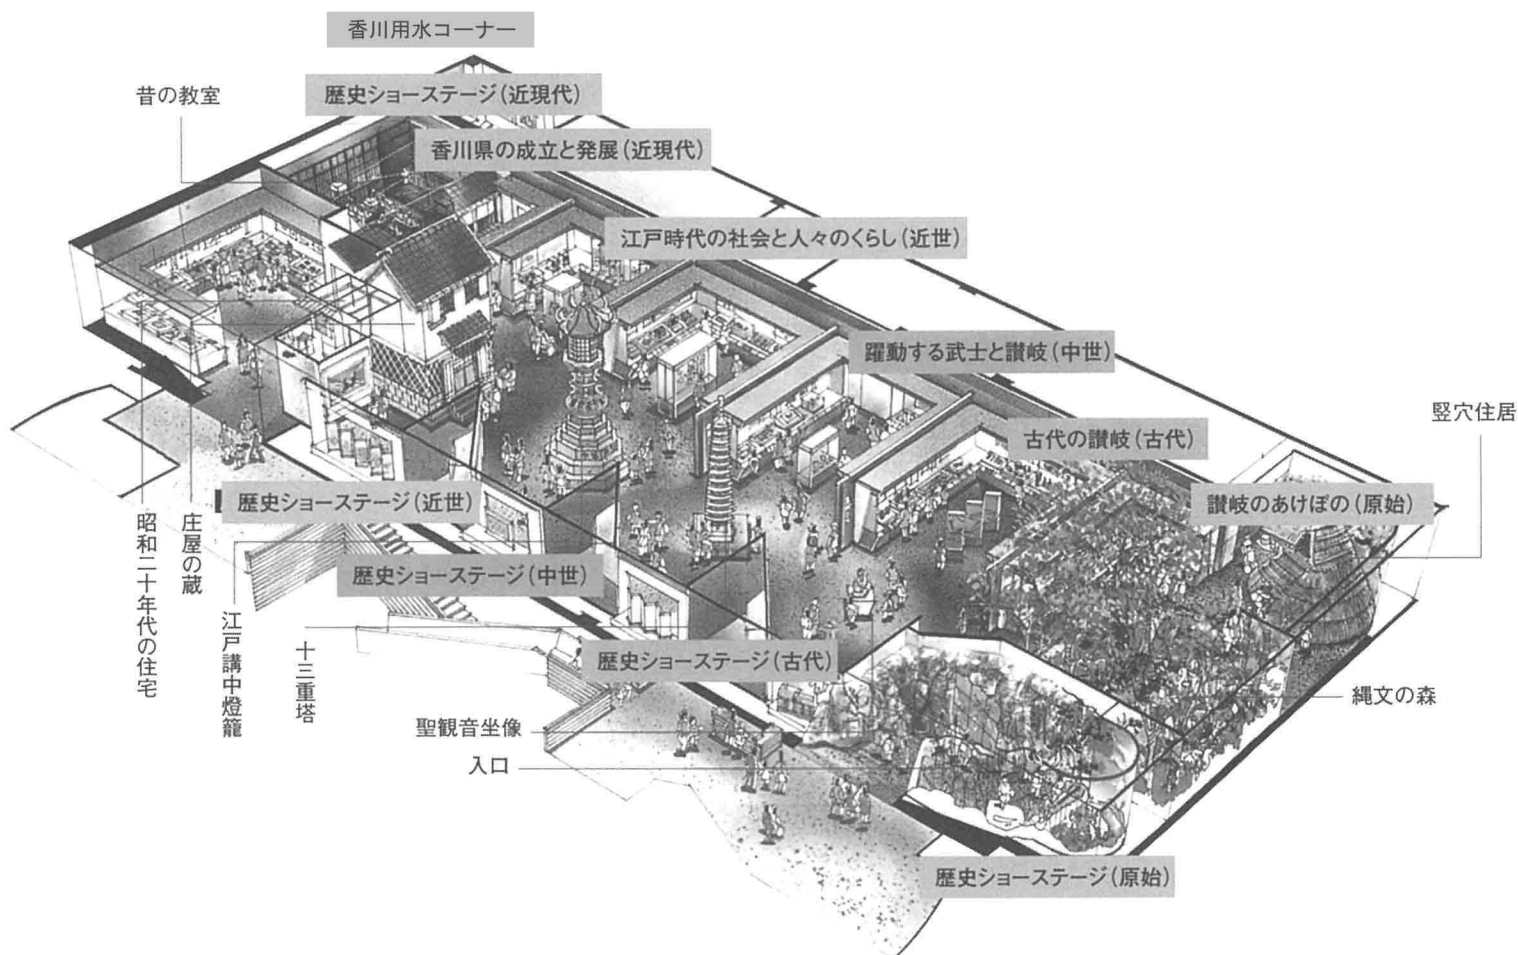 香川用水コーナー
歴史ショーステージ(近現代)
昔の教室
香川県の成立と発展(近現代)
江戸時代の社会と人々のくらし(近世)
躍動する武士と讃岐(中世)
竪穴住居
古代の讃岐(古代)
讃岐のあけぼの(原始)
歴史ショーステージ(近世)
昭和二十年代の住宅
庄屋の蔵
江戸講中燈籠
十三重塔
歴史ショーステージ(中世)
歴史ショーステージ(古代)
縄文の森
聖観音坐像
入口
歴史ショーステージ(原始)